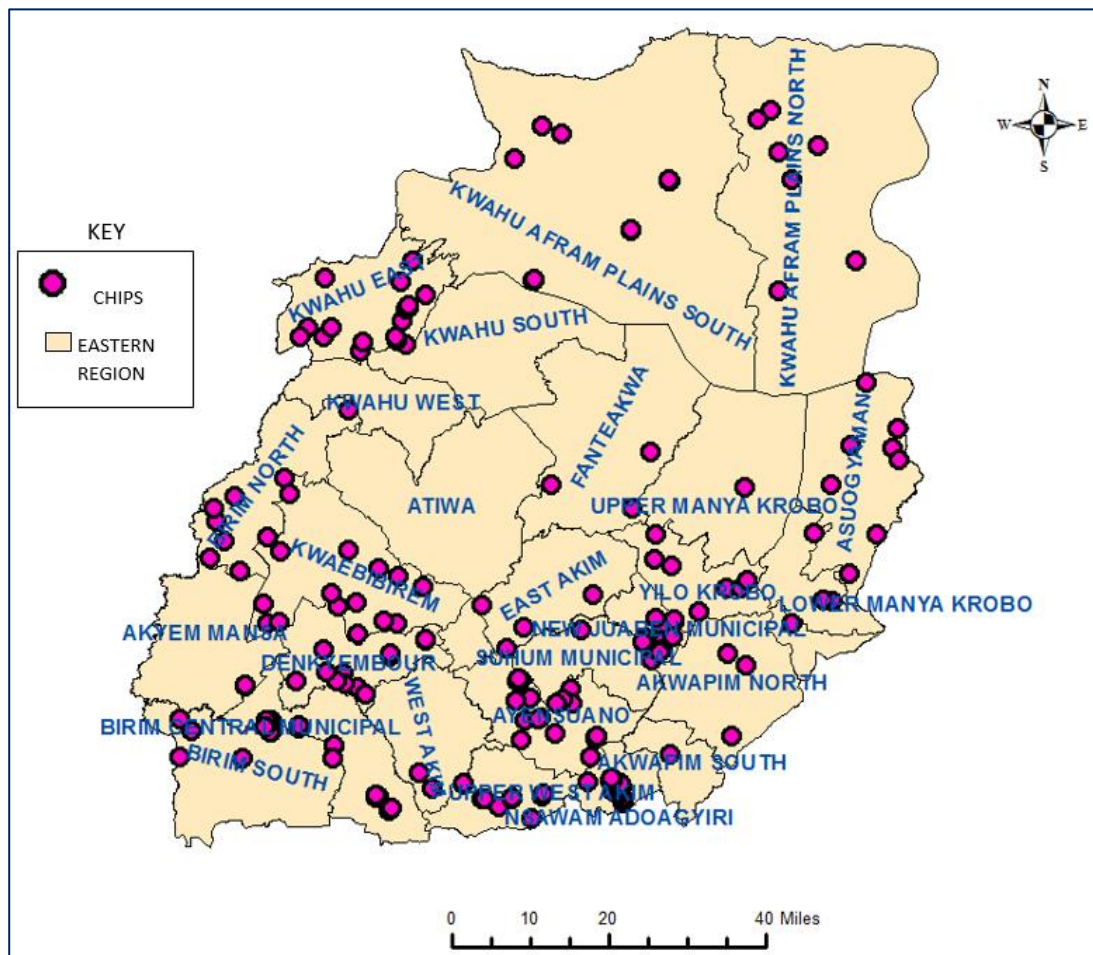 N
W
E
S
KEY
CHIPS
EASTERN
REGION
KWAHU AFRAM PLAINS NORTH
KWAHU AFRAM PLAINS SOUTH
KWAHU EAST
KWAHU SOUTH
KWAHU WEST
FANTEAKWA
BIRIM NORTH
ATIWA
UPPER MANYA KROBO
ASUOGYAMAN
KWAEBIBIREM
EAST AKIM
YILO KROBO
LOWER MANYA KROBO
AKYEM MANSA
NEW JUABEN MUNICIPAL
DENKYEMBOUR
SUHUM MUNICIPAL
AKWAPIM NORTH
WEST AKIM
AYENSUANO
BIRIM CENTRAL MUNICIPAL
BIRIM SOUTH
AKWAPIM SOUTH
UPPER WEST AKIM
NSAWAM ADOAGYIRI
0 10 20 40 Miles